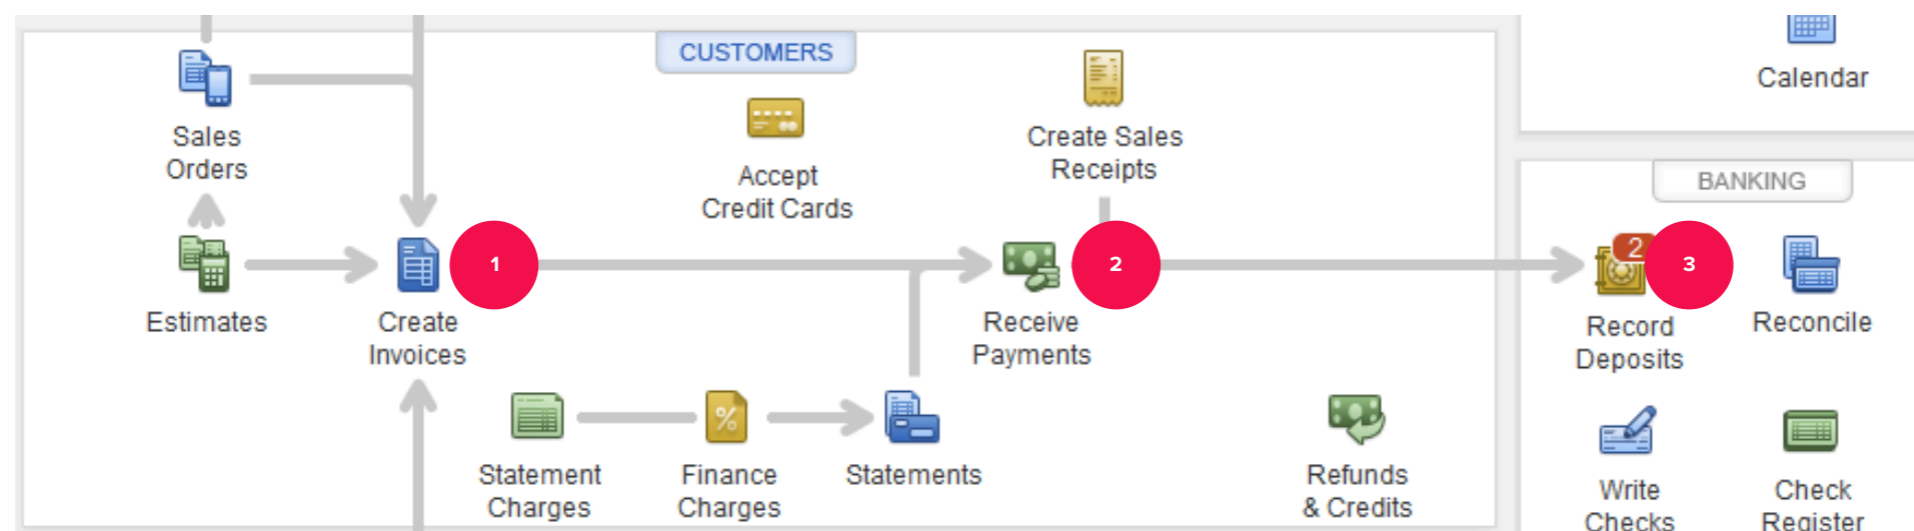 CUSTOMERS
Sales
Orders
Accept
Credit Cards
Create Sales
Receipts
Calendar
BANKING
1
2
2
3
Estimates
Create
Invoices
Receive
Payments
Record
Deposits
Reconcile
%
Statement
Charges
Finance
Charges
Statements
Refunds
& Credits
Write
Checks
Check
Register